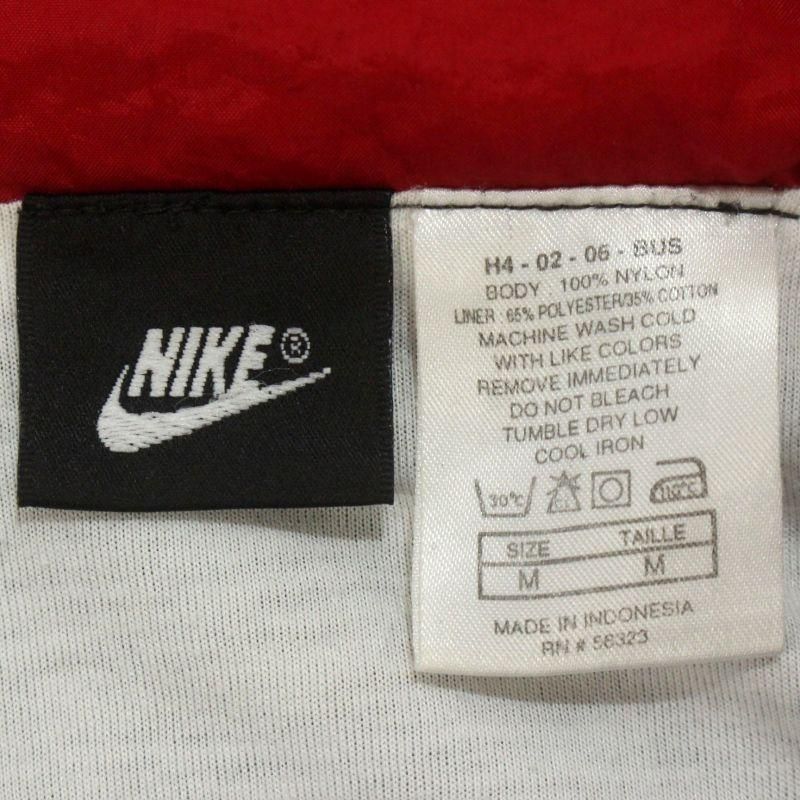 NIKE®
H4 - 02 - 06 - BUS
BODY : 100% NYLON
LINER : 65% POLYESTER/35% COTTON
MACHINE WASH COLD
WITH LIKE COLORS
REMOVE IMMEDIATELY
DO NOT BLEACH
TUMBLE DRY LOW
COOL IRON
30°C 110°C
SIZE TAILLE
M M
MADE IN INDONESIA
RN # 56323